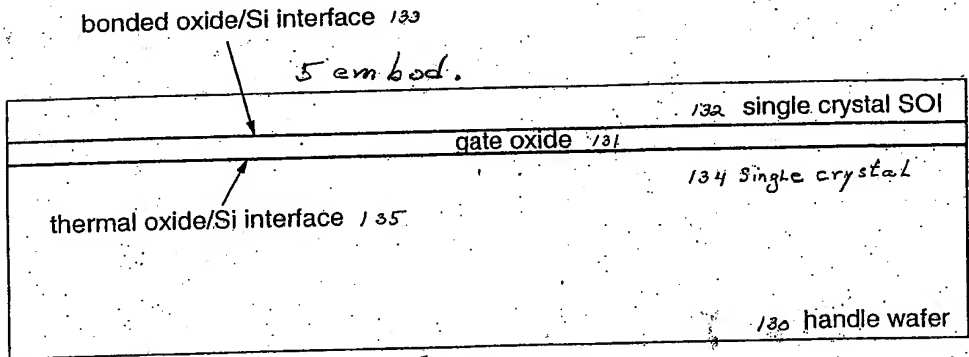 bonded oxide/Si interface 133
5 embod.
132 single crystal SOI
gate oxide 131
134 Single crystal
thermal oxide/Si interface 135
130 handle wafer